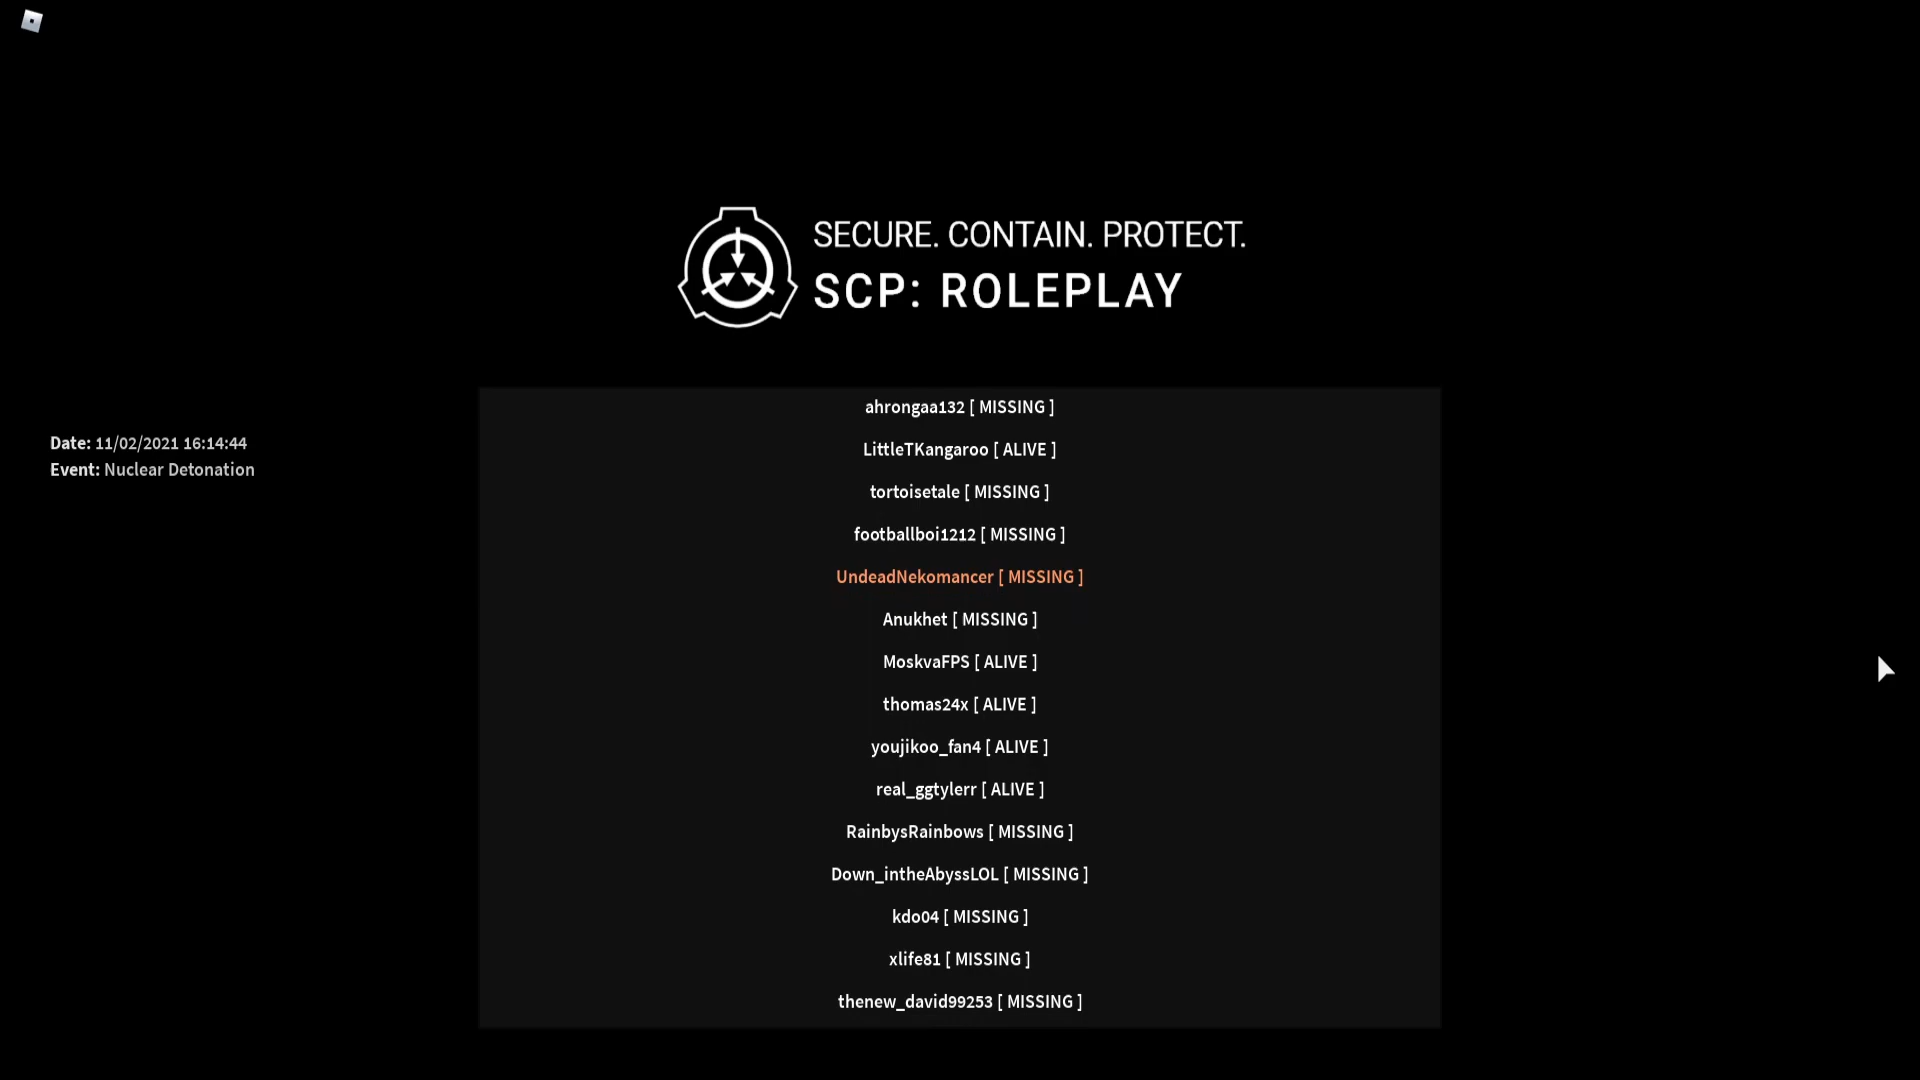 SECURE. CONTAIN. PROTECT.
SCP: ROLEPLAY
Date: 11/02/2021 16:14:44
Event: Nuclear Detonation
ahrongaa132 [ MISSING ]
LittleTKangaroo [ ALIVE ]
tortoisetale [ MISSING ]
footballboi1212 [ MISSING ]
UndeadNekomancer [ MISSING ]
Anukhet [ MISSING ]
MoskvaFPS [ ALIVE ]
thomas24x [ ALIVE ]
youjikoo_fan4 [ ALIVE ]
real_ggtylerr [ ALIVE ]
RainbysRainbows [ MISSING ]
Down_intheAbyssLOL [ MISSING ]
kdo04 [ MISSING ]
xlife81 [ MISSING ]
thenew_david99253 [ MISSING ]